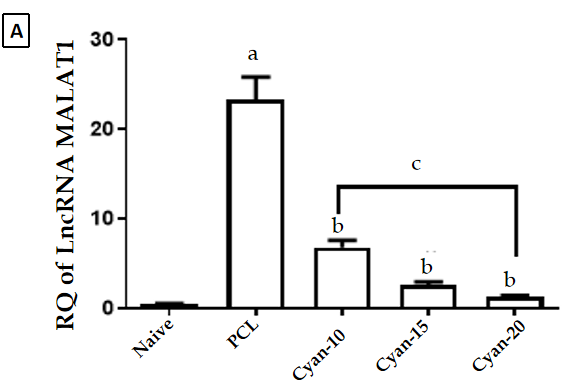 A
RQ of LncRNA MALAT1
30
20
10
0
a
b
b
b
c
Naive
PCL
Cyan-10
Cyan-15
Cyan-20